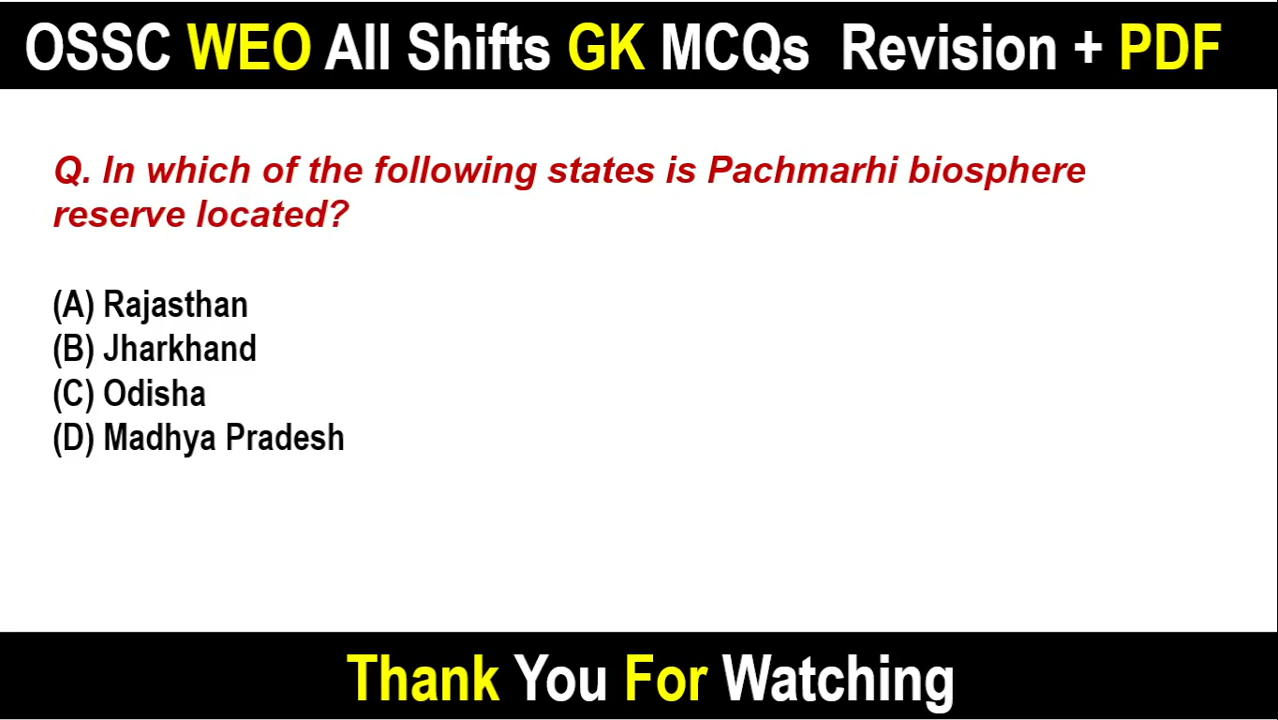 OSSC WEO All Shifts GK MCQs Revision + PDF
Q. In which of the following states is Pachmarhi biosphere
reserve located?
(A) Rajasthan
(B) Jharkhand
(C) Odisha
(D) Madhya Pradesh
Thank You For Watching